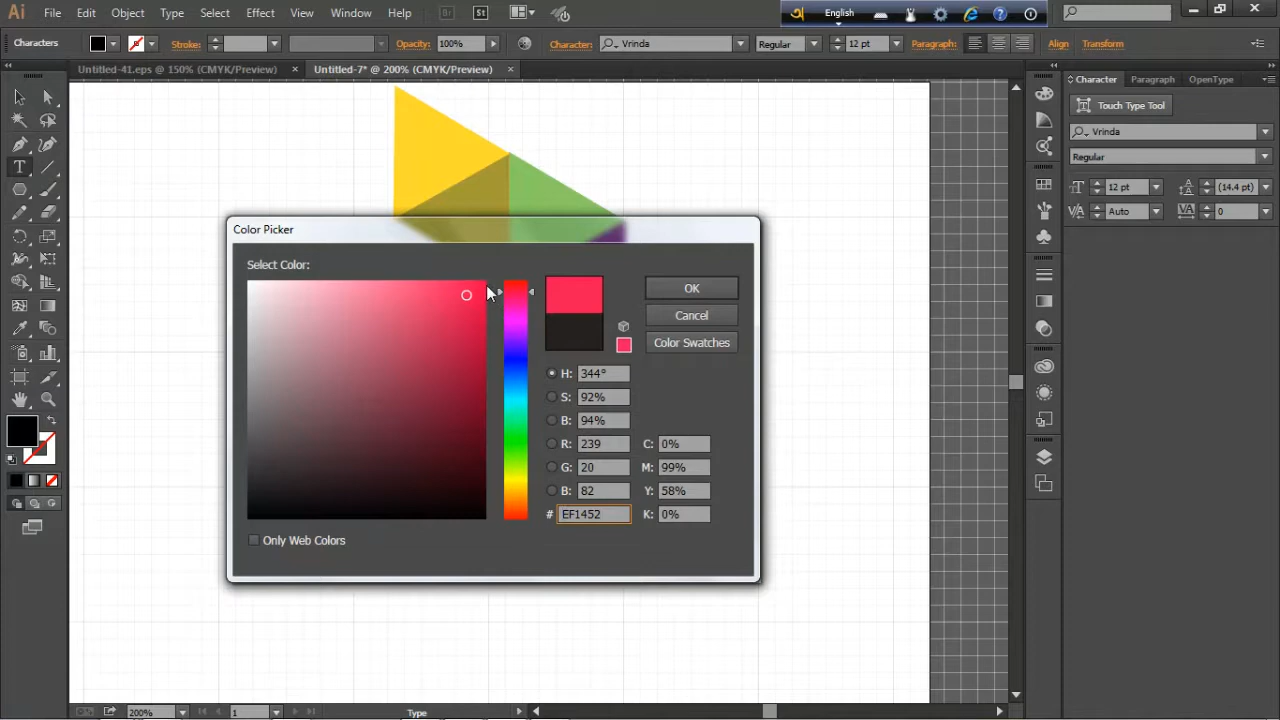 Ai File Edit Object Type Select Effect View Window Help Br St English
Characters Stroke: Opacity: 100% Character: Vrinda Regular 12 pt Paragraph: Align Transform
Untitled-41.eps @ 150% (CMYK/Preview) × Untitled-7* @ 200% (CMYK/Preview) ×
Character Paragraph OpenType
Touch Type Tool
Vrinda
Regular
12 pt (14.4 pt)
Auto 0
Color Picker
Select Color:
OK
Cancel
Color Swatches
H: 344°
S: 92%
B: 94%
R: 239 C: 0%
G: 20 M: 99%
B: 82 Y: 58%
# EF1452 K: 0%
Only Web Colors
200% 1 Type